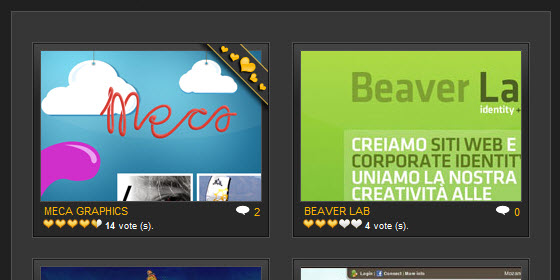 Meca
Beaver La
identity
CREIAMO SITI WEB E
CORPORATE IDENTITY
UNIAMO LA NOSTRA
CREATIVITÀ ALLE
MECA GRAPHICS 2
14 vote (s).
BEAVER LAB 0
4 vote (s).
Login | Connect | More info